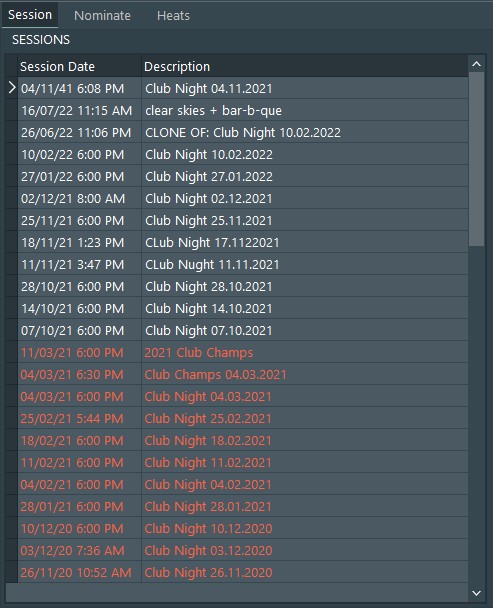 Session Nominate Heats
SESSIONS
Session Date Description
04/11/41 6:08 PM Club Night 04.11.2021
16/07/22 11:15 AM clear skies + bar-b-que
26/06/22 11:06 PM CLONE OF: Club Night 10.02.2022
10/02/22 6:00 PM Club Night 10.02.2022
27/01/22 6:00 PM Club Night 27.01.2022
02/12/21 8:00 AM Club Night 02.12.2021
25/11/21 6:00 PM Club Night 25.11.2021
18/11/21 1:23 PM CLub Night 17.1122021
11/11/21 3:47 PM CLub Nught 11.11.2021
28/10/21 6:00 PM Club Night 28.10.2021
14/10/21 6:00 PM Club Night 14.10.2021
07/10/21 6:00 PM Club Night 07.10.2021
11/03/21 6:00 PM 2021 Club Champs
04/03/21 6:30 PM Club Champs 04.03.2021
04/03/21 6:00 PM Club Night 04.03.2021
25/02/21 5:44 PM Club Night 25.02.2021
18/02/21 6:00 PM Club Night 18.02.2021
11/02/21 6:00 PM Club Night 11.02.2021
04/02/21 6:00 PM Club Night 04.02.2021
28/01/21 6:00 PM Club Night 28.01.2021
10/12/20 6:00 PM Club Night 10.12.2020
03/12/20 7:36 AM Club Night 03.12.2020
26/11/20 10:52 AM Club Night 26.11.2020